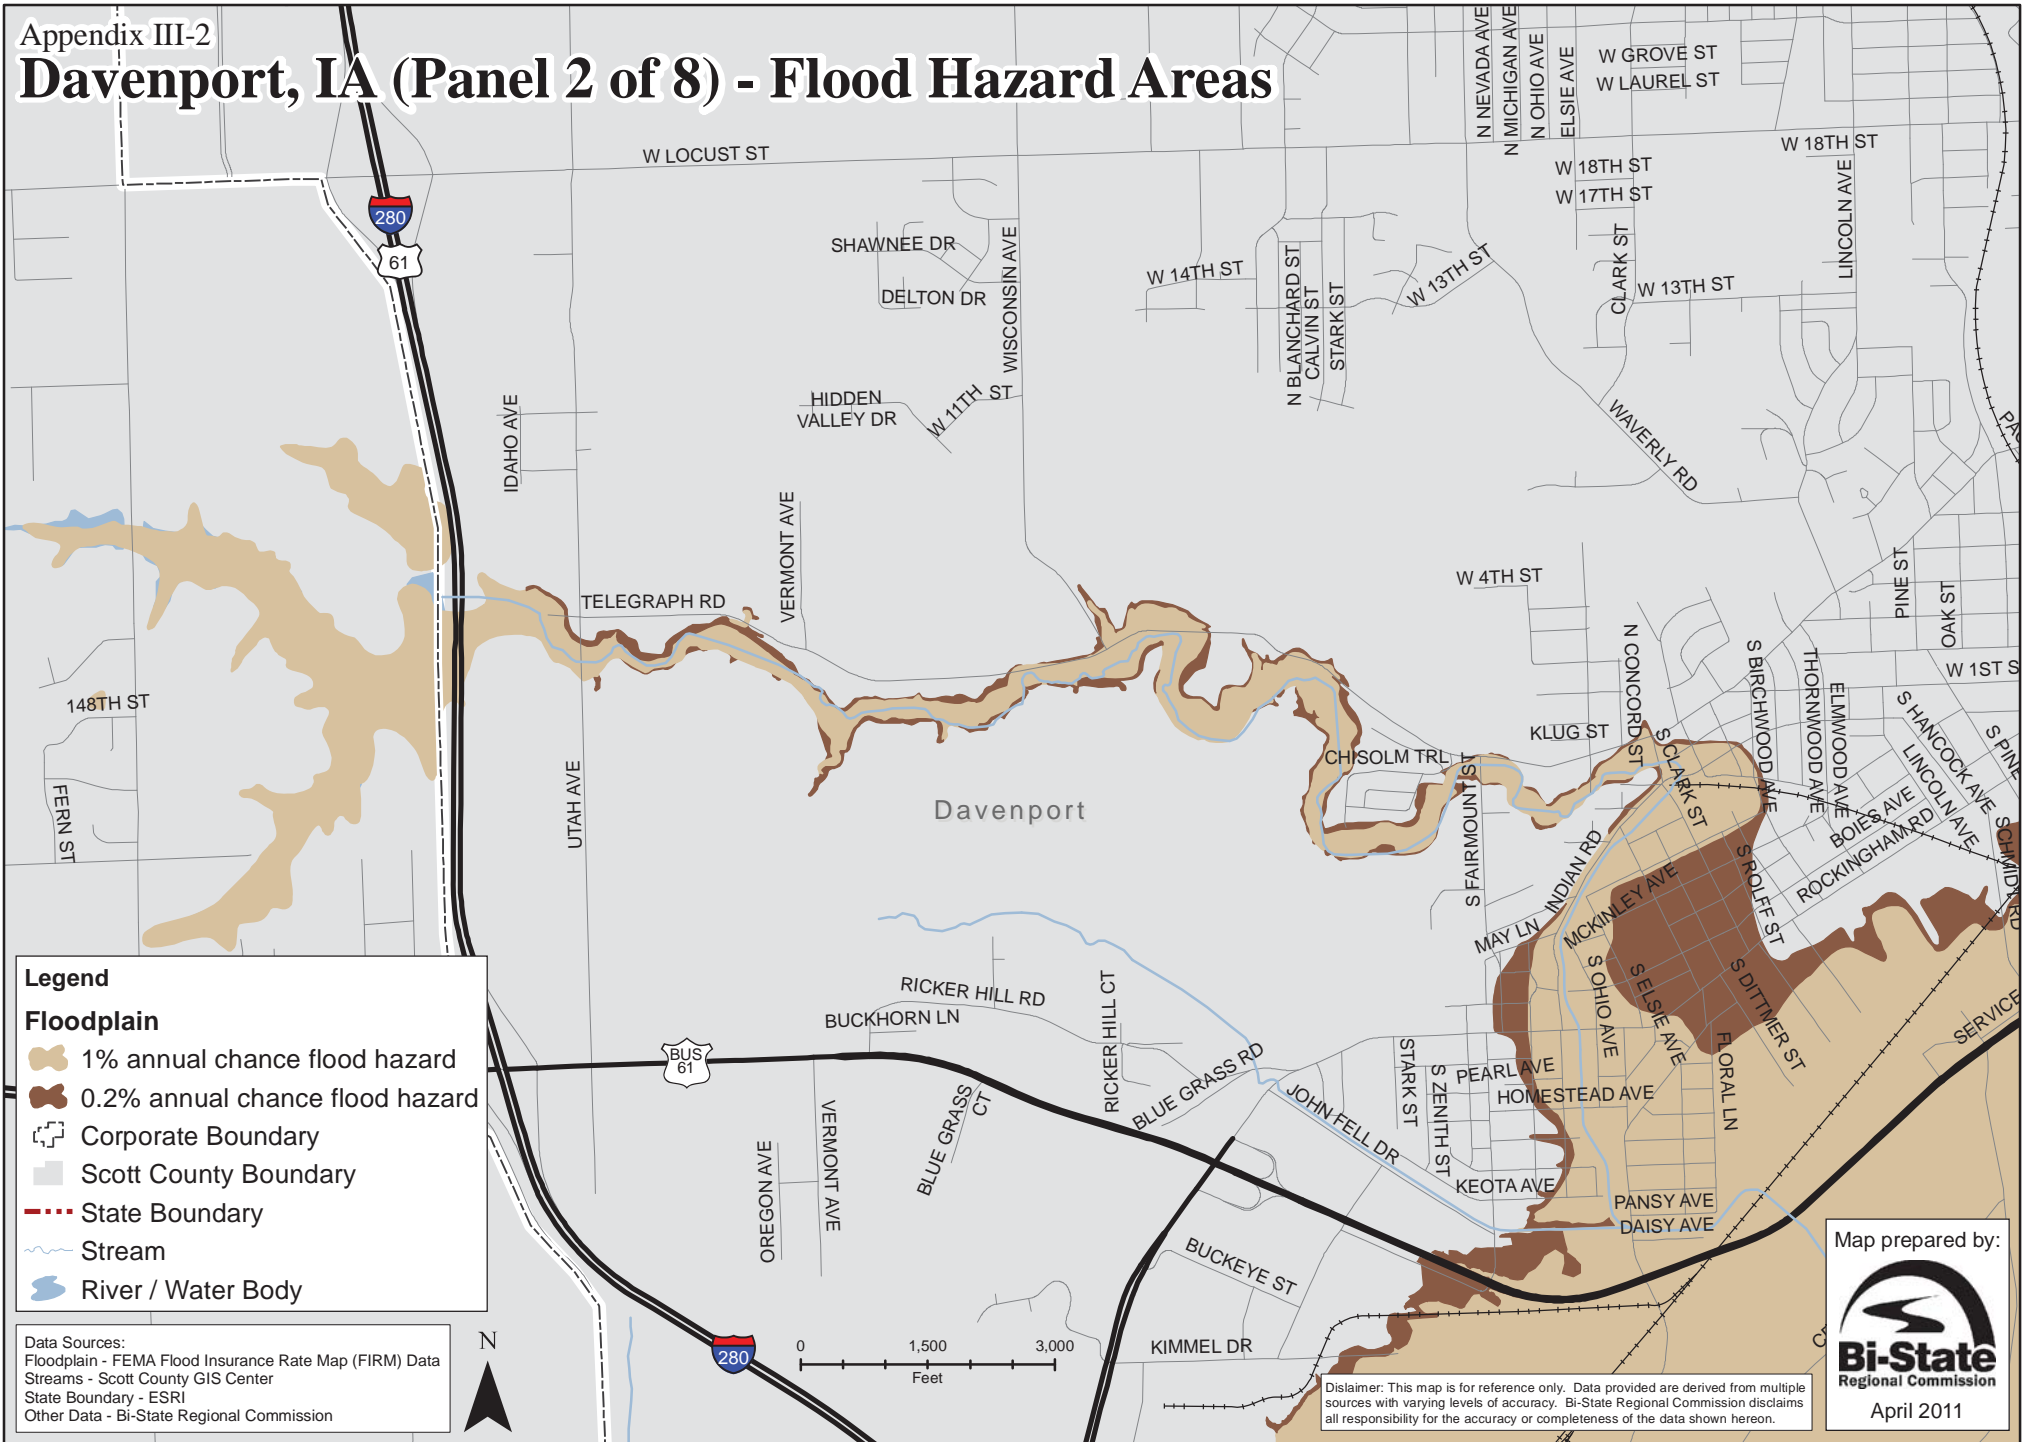 Appendix III-2
Davenport, IA (Panel 2 of 8) - Flood Hazard Areas
N NEVADA AVE
N MICHIGAN AVE
N OHIO AVE
ELSIE AVE
W GROVE ST
W LAUREL ST
W LOCUST ST
W 18TH ST
W 18TH ST
W 17TH ST
LINCOLN AVE
280
61
SHAWNEE DR
DELTON DR
WISCONSIN AVE
W 14TH ST
N BLANCHARD ST
CALVIN ST
STARK ST
W 13TH ST
CLARK ST
W 13TH ST
IDAHO AVE
HIDDEN
VALLEY DR
W 11TH ST
WAVERLY RD
VERMONT AVE
TELEGRAPH RD
W 4TH ST
PINE ST
OAK ST
W 1ST S
148TH ST
FERN ST
UTAH AVE
Davenport
CHISOLM TRL
S FAIRMOUNT ST
KLUG ST
N CONCORD ST
S CLARK ST
S BIRCHWOOD AVE
THORNWOOD AVE
ELMWOOD AVE
S HANCOCK AVE
LINCOLN AVE
S PINE
BOIES AVE
ROCKINGHAM RD
SCHMIDT RD
INDIAN RD
MCKINLEY AVE
S ROLFF ST
MAY LN
S OHIO AVE
S ELSIE AVE
S DITTMER ST
FLORAL LN
SERVICE
RICKER HILL RD
BUCKHORN LN
RICKER HILL CT
BUS
61
BLUE GRASS RD
BLUE GRASS
CT
JOHN FELL DR
STARK ST
S ZENITH ST
PEARL AVE
HOMESTEAD AVE
KEOTA AVE
PANSY AVE
DAISY AVE
OREGON AVE
VERMONT AVE
BUCKEYE ST
KIMMEL DR
280
Legend
Floodplain
1% annual chance flood hazard
0.2% annual chance flood hazard
Corporate Boundary
Scott County Boundary
State Boundary
Stream
River / Water Body
Data Sources:
Floodplain - FEMA Flood Insurance Rate Map (FIRM) Data
Streams - Scott County GIS Center
State Boundary - ESRI
Other Data - Bi-State Regional Commission
N
0 1,500 3,000
Feet
Dislaimer: This map is for reference only. Data provided are derived from multiple
sources with varying levels of accuracy. Bi-State Regional Commission disclaims
all responsibility for the accuracy or completeness of the data shown hereon.
Map prepared by:
Bi-State
Regional Commission
April 2011